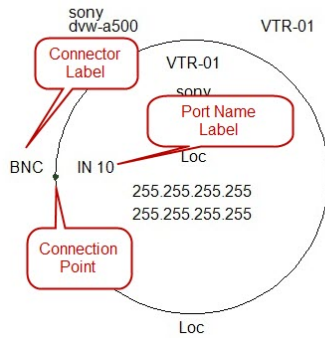 sony
dvw-a500
VTR-01
Connector
Label
VTR-01
sony
Port Name
Label
Loc
BNC
IN 10
255.255.255.255
255.255.255.255
Connection
Point
Loc